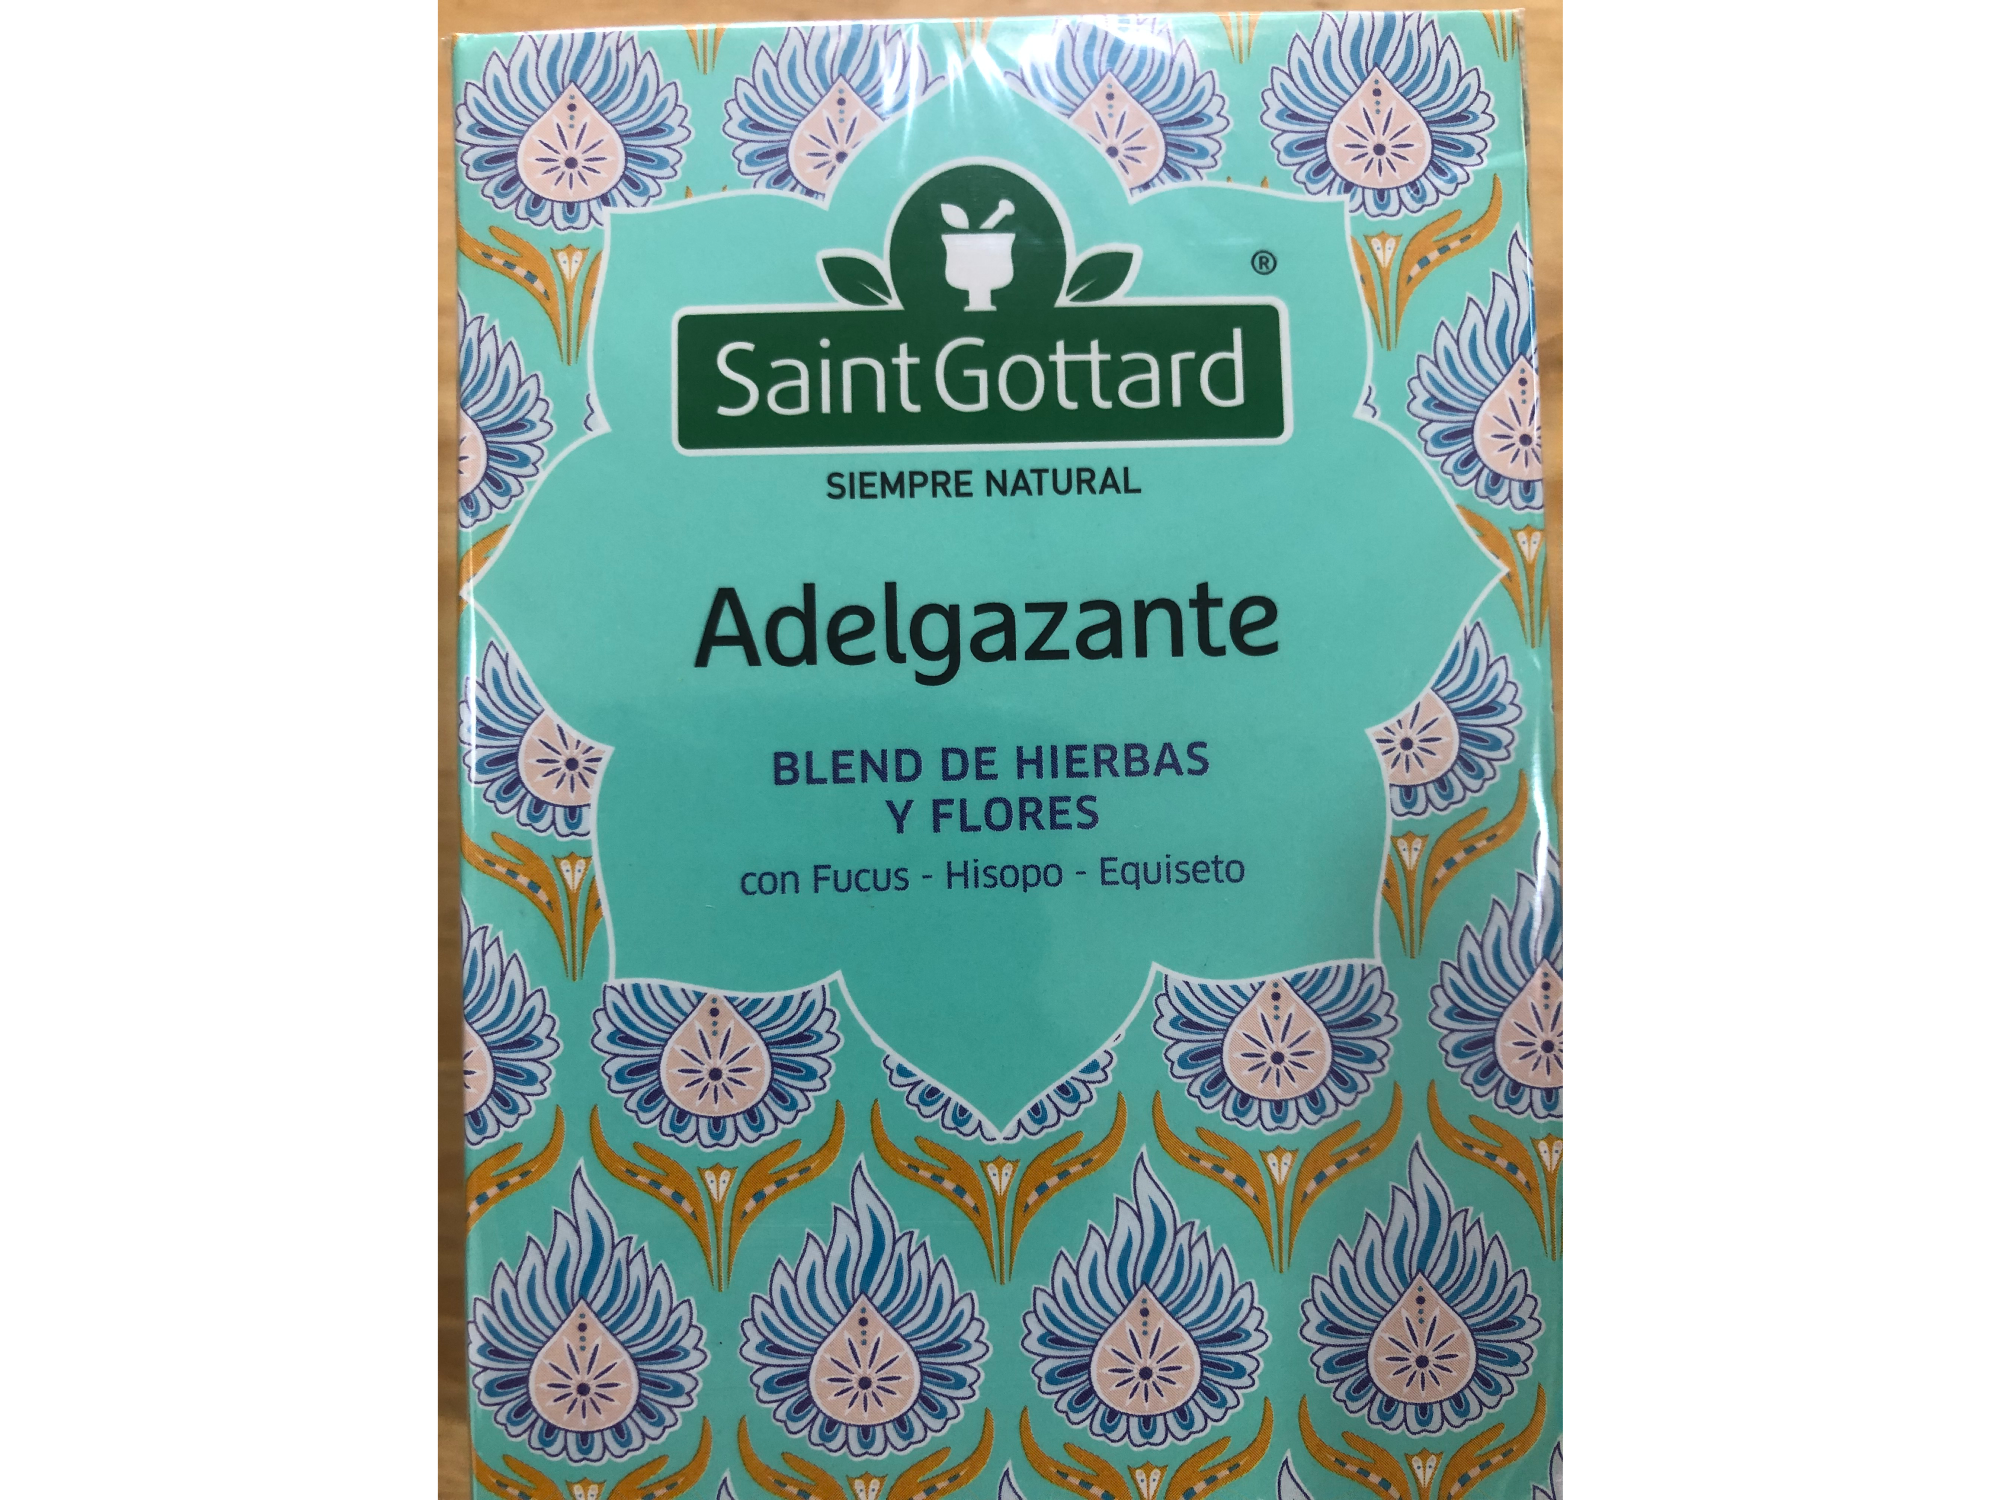 ®
Saint Gottard
SIEMPRE NATURAL
Adelgazante
BLEND DE HIERBAS
Y FLORES
con Fucus - Hisopo - Equiseto